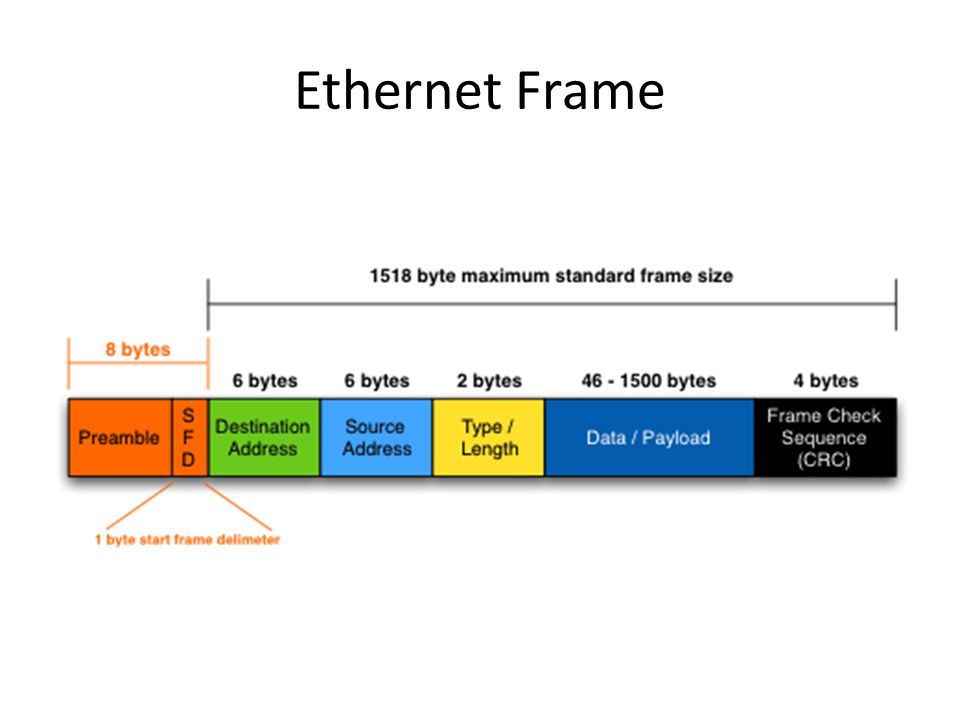 Ethernet Frame
1518 byte maximum standard frame size
8 bytes
6 bytes
6 bytes
2 bytes
46 - 1500 bytes
4 bytes
Preamble
S
F
D
Destination
Address
Source
Address
Type /
Length
Data / Payload
Frame Check
Sequence
(CRC)
1 byte start frame delimeter